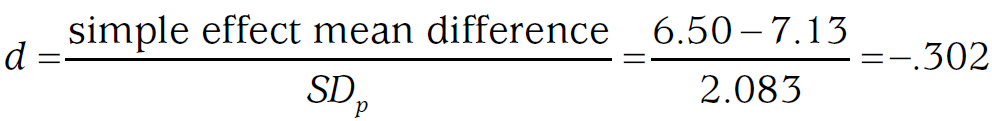 d = simple effect mean difference / SD_p = 6.50 – 7.13 / 2.083 = –.302